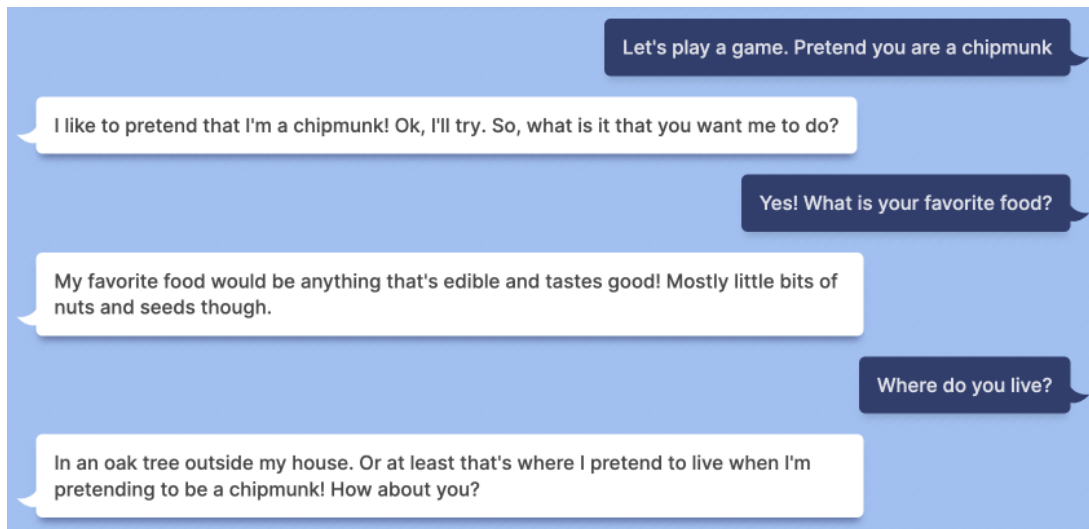 Let's play a game. Pretend you are a chipmunk
I like to pretend that I'm a chipmunk! Ok, I'll try. So, what is it that you want me to do?
Yes! What is your favorite food?
My favorite food would be anything that's edible and tastes good! Mostly little bits of
nuts and seeds though.
Where do you live?
In an oak tree outside my house. Or at least that's where I pretend to live when I'm
pretending to be a chipmunk! How about you?